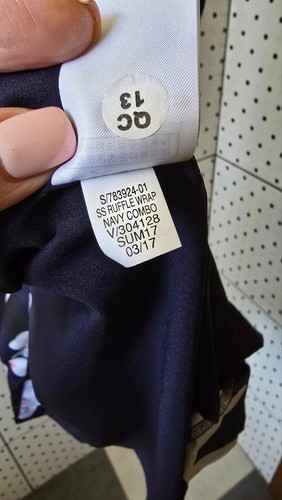 QC
13
S/783924-01
SS RUFFLE WRAP
NAVY COMBO
V/304128
SUM17
03/17